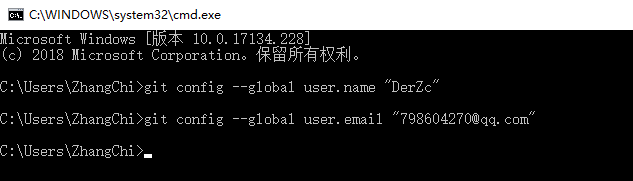 C:\WINDOWS\system32\cmd.exe
Microsoft Windows [版本 10.0.17134.228]
(c) 2018 Microsoft Corporation。保留所有权利。
C:\Users\ZhangChi>git config --global user.name "DerZc"
C:\Users\ZhangChi>git config --global user.email "798604270@qq.com"
C:\Users\ZhangChi>